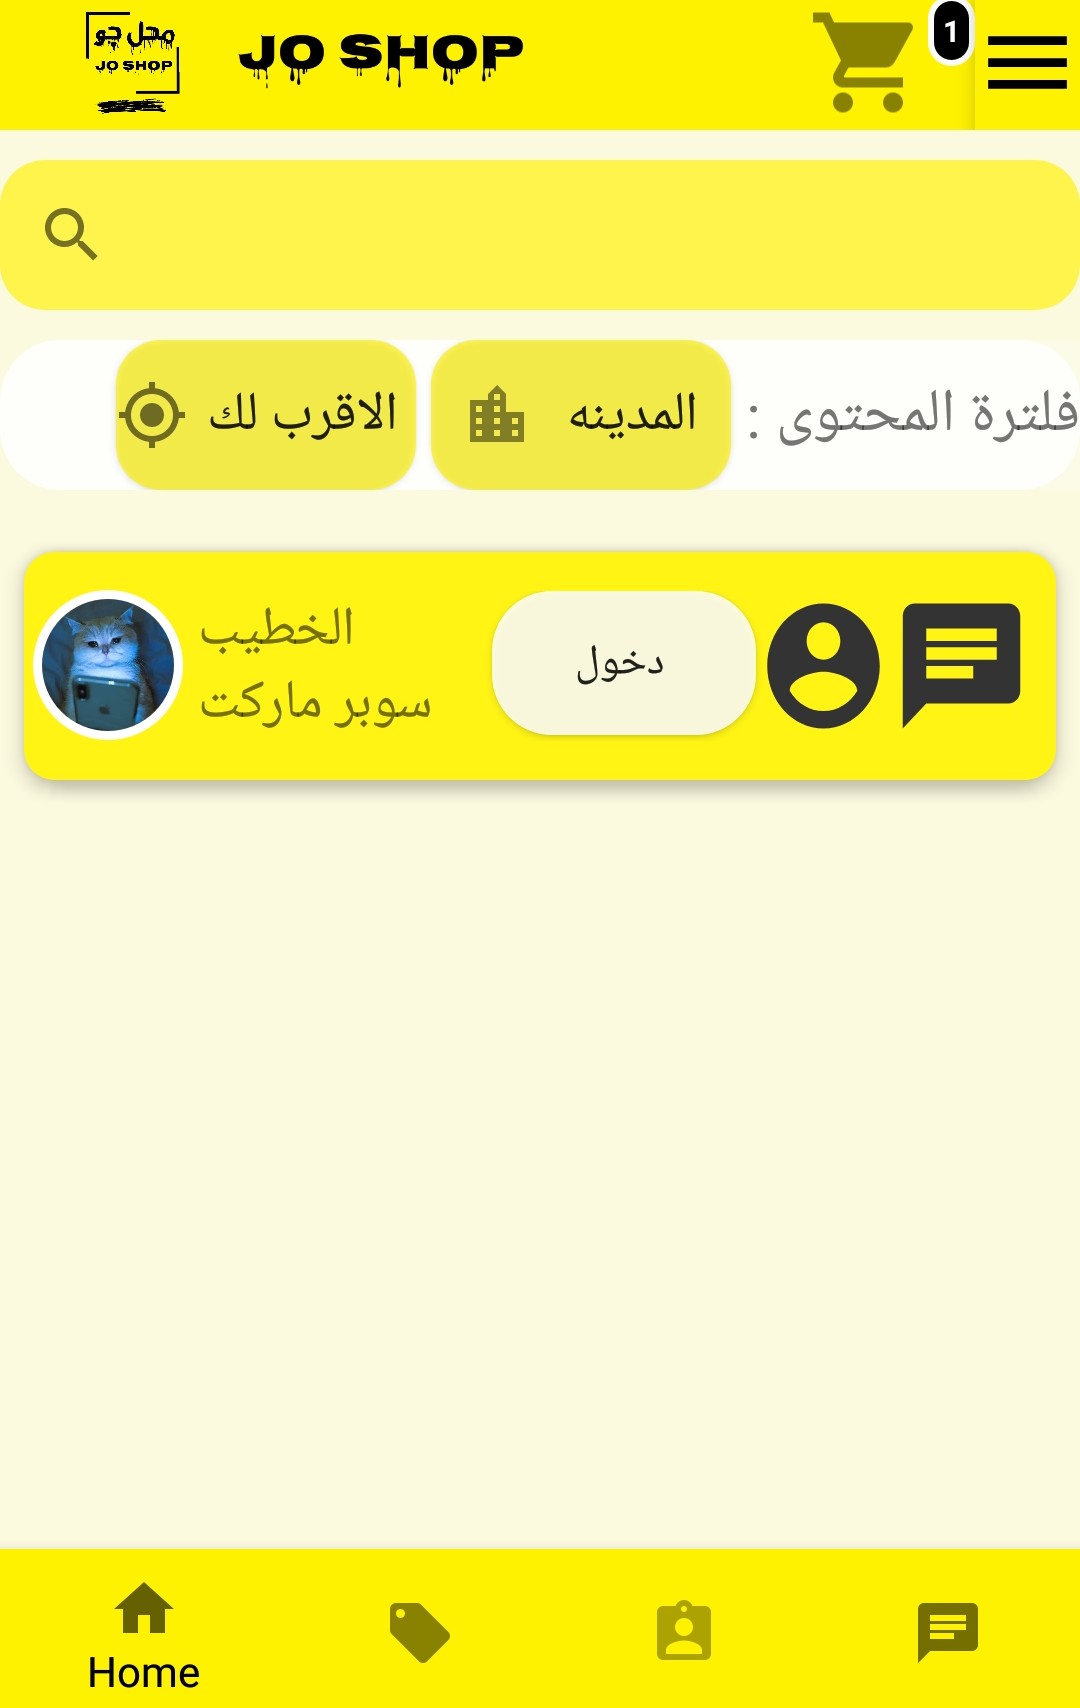 محل جو
JO SHOP
JO SHOP
1
فلترة المحتوى :
المدينه
الاقرب لك
الخطيب
سوبر ماركت
دخول
Home